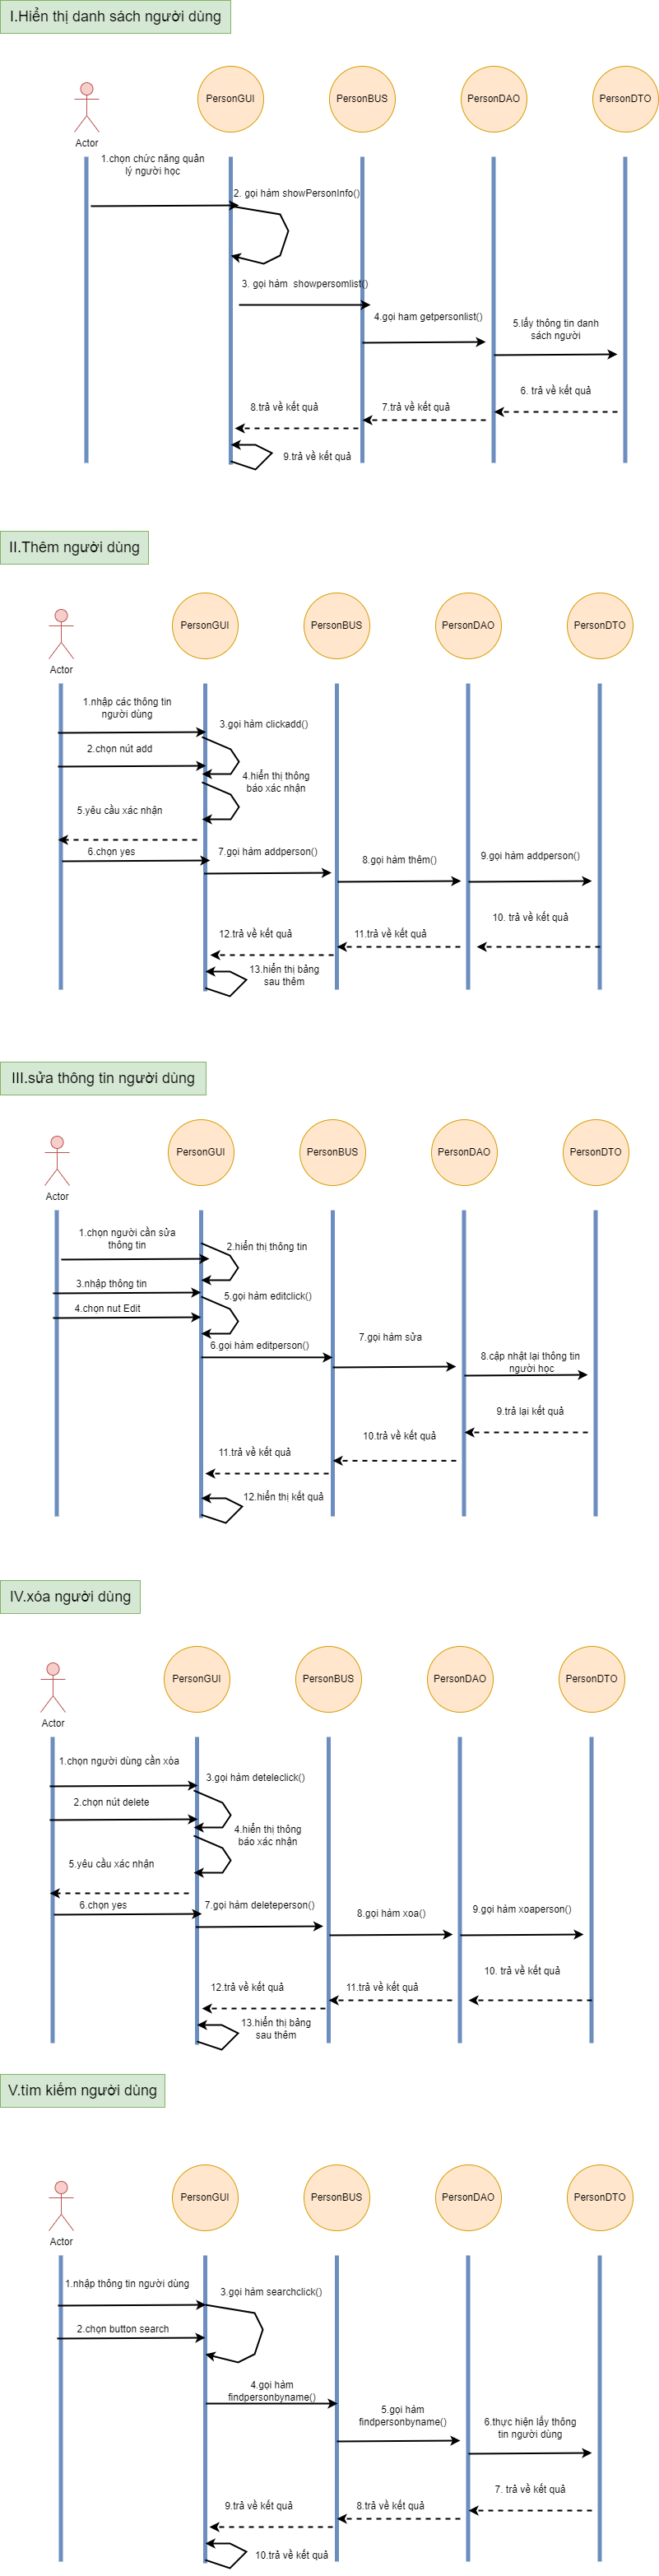 I.Hiển thị danh sách người dùng
PersonGUI
PersonBUS
PersonDAO
PersonDTO
Actor
1.chọn chức năng quản
lý người học
2. gọi hàm showPersonInfo()
3. gọi hàm showpersomlist()
4.gọi ham getpersonlist()
5.lấy thông tin danh
sách người
6. trả về kết quả
7.trả về kết quả
8.trả về kết quả
9.trả về kết quả
II.Thêm người dùng
PersonGUI
PersonBUS
PersonDAO
PersonDTO
Actor
1.nhập các thông tin
người dùng
3.gọi hàm clickadd()
2.chọn nút add
4.hiển thị thông
báo xác nhận
5.yêu cầu xác nhận
6.chọn yes
7.gọi hàm addperson()
8.gọi hàm thêm()
9.gọi hàm addperson()
10. trả về kết quả
11.trả về kết quả
12.trả về kết quả
13.hiển thị bảng
sau thêm
III.sửa thông tin người dùng
PersonGUI
PersonBUS
PersonDAO
PersonDTO
Actor
1.chọn người cần sửa
thông tin
2.hiển thị thông tin
3.nhập thông tin
5.gọi hàm editclick()
4.chọn nut Edit
6.gọi hàm editperson()
7.gọi hàm sửa
8.cập nhật lại thông tin
người học
9.trả lại kết quả
10.trả về kết quả
11.trả về kết quả
12.hiển thị kết quả
IV.xóa người dùng
PersonGUI
PersonBUS
PersonDAO
PersonDTO
Actor
1.chọn người dùng cần xóa
3.gọi hàm deteleclick()
2.chọn nút delete
4.hiển thị thông
báo xác nhận
5.yêu cầu xác nhận
6.chọn yes
7.gọi hàm deleteperson()
8.gọi hàm xoa()
9.gọi hàm xoaperson()
10. trả về kết quả
11.trả về kết quả
12.trả về kết quả
13.hiển thị bảng
sau thêm
V.tìm kiếm người dùng
PersonGUI
PersonBUS
PersonDAO
PersonDTO
Actor
1.nhập thông tin người dùng
3.gọi hàm searchclick()
2.chọn button search
4.gọi hàm
findpersonbyname()
5.gọi hàm
findpersonbyname()
6.thực hiện lấy thông
tin người dùng
7. trả về kết quả
8.trả về kết quả
9.trả về kết quả
10.trả về kết quả